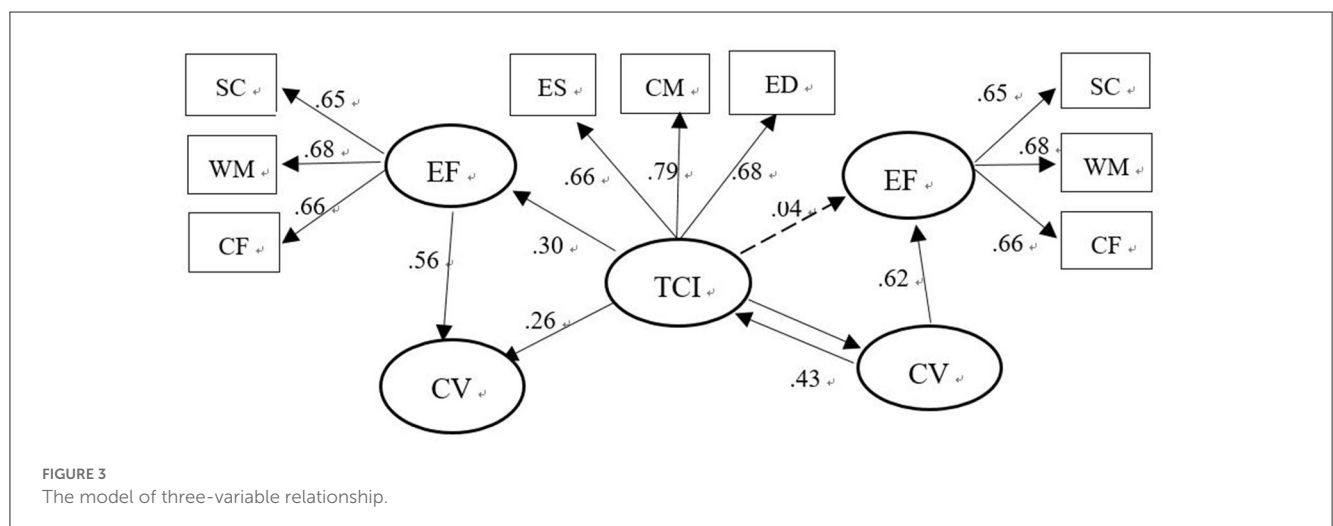 SC
ES
CM
ED
SC
.65
.65
WM
.68
EF
.66
.79
.68
EF
.68
WM
.66
.04
.66
CF
CF
.56
.30
TCI
.62
.26
CV
.43
CV
FIGURE 3
The model of three-variable relationship.